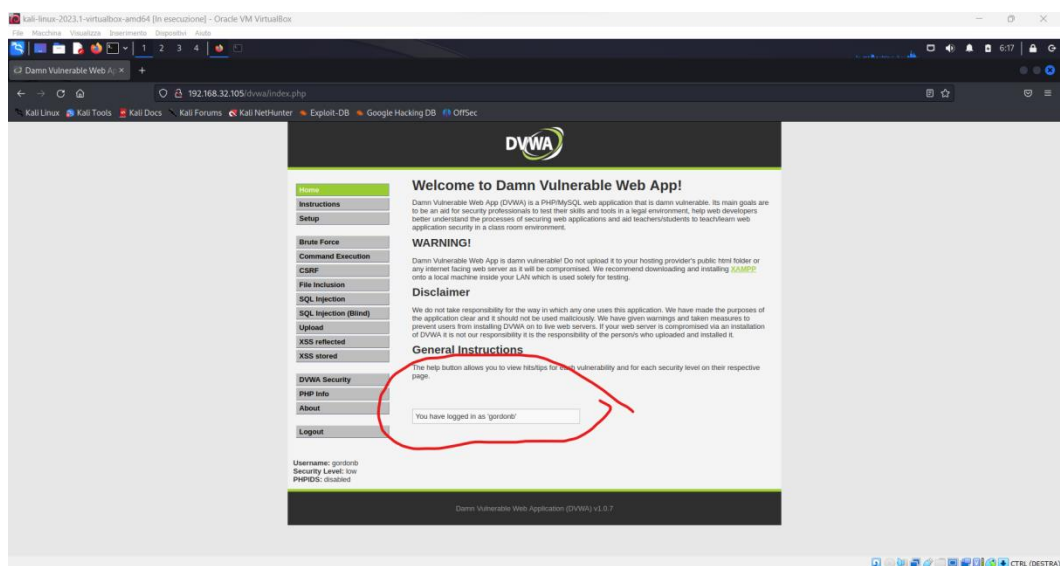 kali-linux-2023.1-virtualbox-amd64 [In esecuzione] - Oracle VM VirtualBox
File Macchina Visualizza Inserimento Dispositivi Aiuto
1 2 3 4
6:17
Damn Vulnerable Web A
192.168.32.105/dvwa/index.php
Kali Linux Kali Tools Kali Docs Kali Forums Kali NetHunter Exploit-DB Google Hacking DB OffSec
DVWA
Home
Instructions
Setup
Brute Force
Command Execution
CSRF
File Inclusion
SQL Injection
SQL Injection (Blind)
Upload
XSS reflected
XSS stored
DVWA Security
PHP Info
About
Logout
Welcome to Damn Vulnerable Web App!
Damn Vulnerable Web App (DVWA) is a PHP/MySQL web application that is damn vulnerable. Its main goals are
to be an aid for security professionals to test their skills and tools in a legal environment, help web developers
better understand the processes of securing web applications and aid teachers/students to teach/learn web
application security in a class room environment.
WARNING!
Damn Vulnerable Web App is damn vulnerable! Do not upload it to your hosting provider's public html folder or
any internet facing web server as it will be compromised. We recommend downloading and installing XAMPP
onto a local machine inside your LAN which is used solely for testing.
Disclaimer
We do not take responsibility for the way in which any one uses this application. We have made the purposes of
the application clear and it should not be used maliciously. We have given warnings and taken measures to
prevent users from installing DVWA on to live web servers. If your web server is compromised via an installation
of DVWA it is not our responsibility it is the responsibility of the person/s who uploaded and installed it.
General Instructions
The help button allows you to view hits/tips for each vulnerability and for each security level on their respective
page.
You have logged in as 'gordonb'
Username: gordonb
Security Level: low
PHPIDS: disabled
Damn Vulnerable Web Application (DVWA) v1.0.7
CTRL (DESTRA)